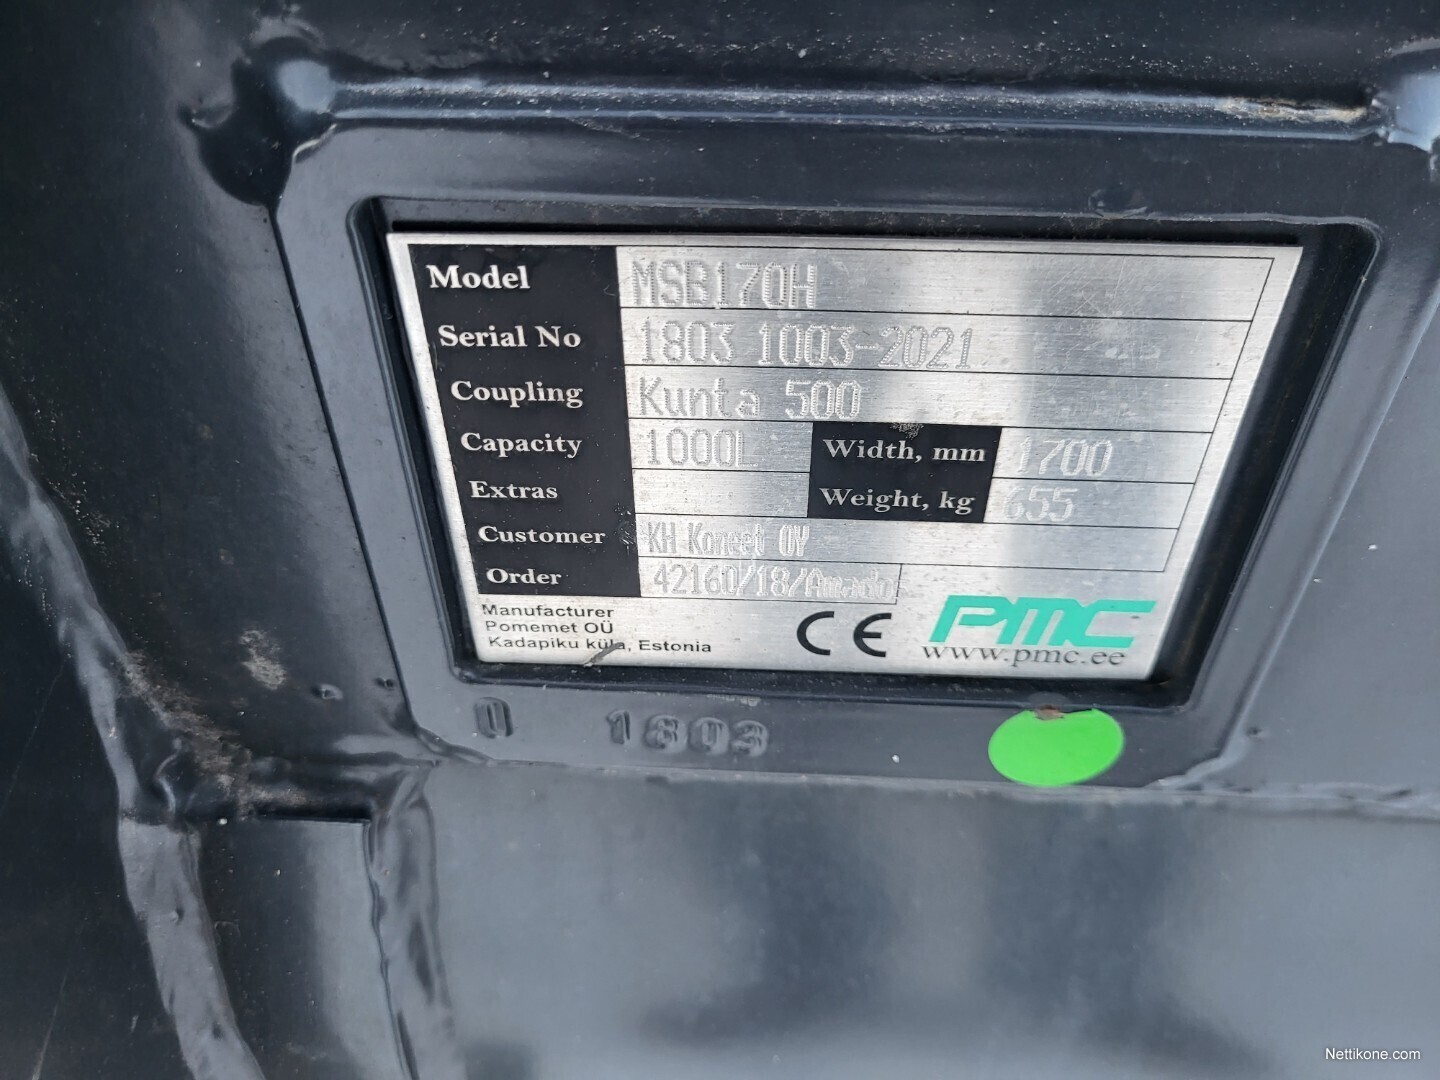 Model MSB170H
Serial No 1803 1003-2021
Coupling Kunta 500
Capacity 1000L Width, mm 1700
Extras Weight, kg 655
Customer KH Koneet OY
Order 42160/18/Amado
Manufacturer
Pomemet OÜ
Kadapiku küla, Estonia
CE PMC
www.pmc.ee
0 1803
Nettikone.com